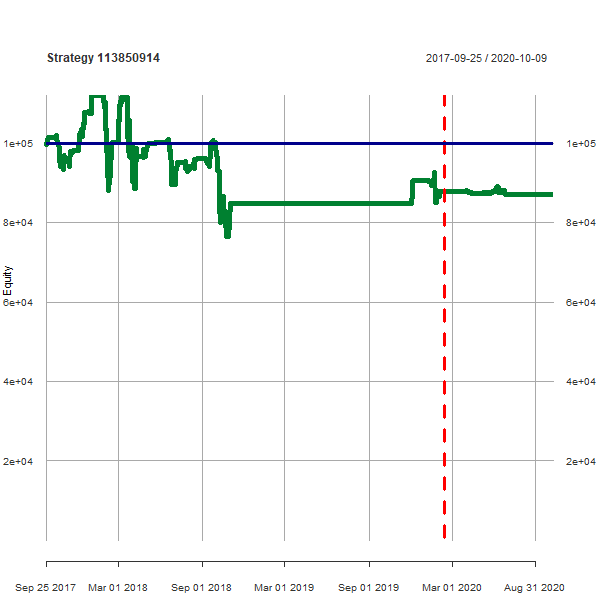 Strategy 113850914
2017-09-25 / 2020-10-09
1e+05
1e+05
8e+04
8e+04
Equity
6e+04
6e+04
4e+04
4e+04
2e+04
2e+04
Sep 25 2017
Mar 01 2018
Sep 01 2018
Mar 01 2019
Sep 01 2019
Mar 01 2020
Aug 31 2020